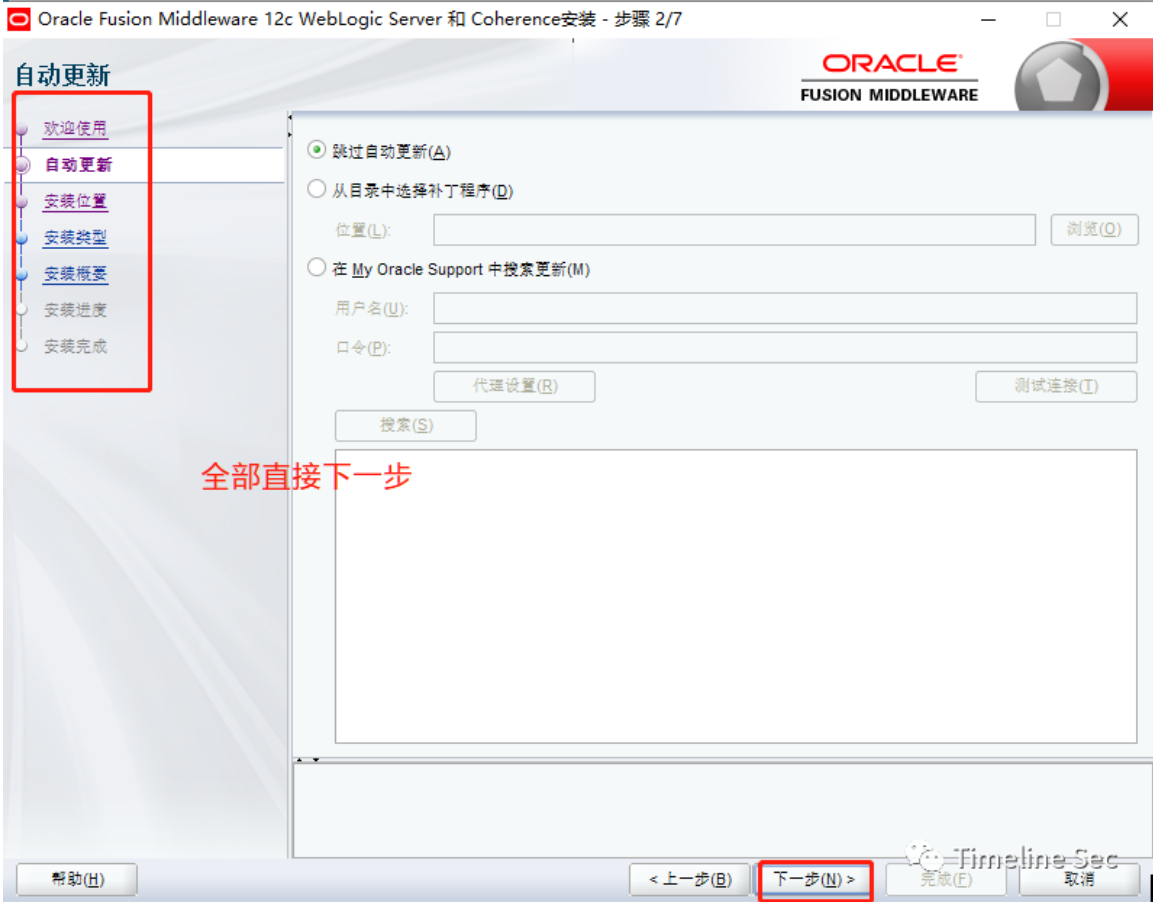 Oracle Fusion Middleware 12c WebLogic Server 和 Coherence安装 - 步骤 2/7
自动更新
ORACLE
FUSION MIDDLEWARE
欢迎使用
自动更新
安装位置
安装类型
安装概要
安装进度
安装完成
跳过自动更新(A)
从目录中选择补丁程序(D)
位置(L):
浏览(O)
在 My Oracle Support 中搜索更新(M)
用户名(U):
口令(P):
代理设置(R)
测试连接(T)
搜索(S)
全部直接下一步
Timeline Sec
帮助(H)
< 上一步(B)
下一步(N) >
完成(F)
取消